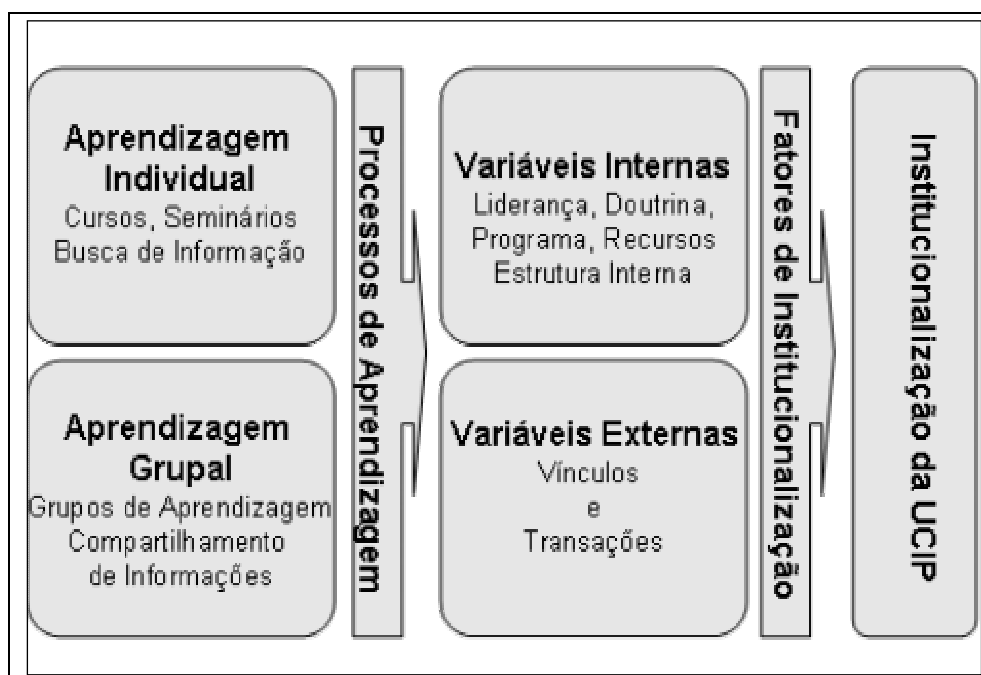 Aprendizagem
Individual
Cursos, Seminários
Busca de Informação
Aprendizagem
Grupal
Grupos de Aprendizagem
Compartilhamento
de Informações
Processos de Aprendizagem
Variáveis Internas
Liderança, Doutrina,
Programa, Recursos
Estrutura Interna
Variáveis Externas
Vínculos
e
Transações
Fatores de Institucionalização
Institucionalização da UCIP